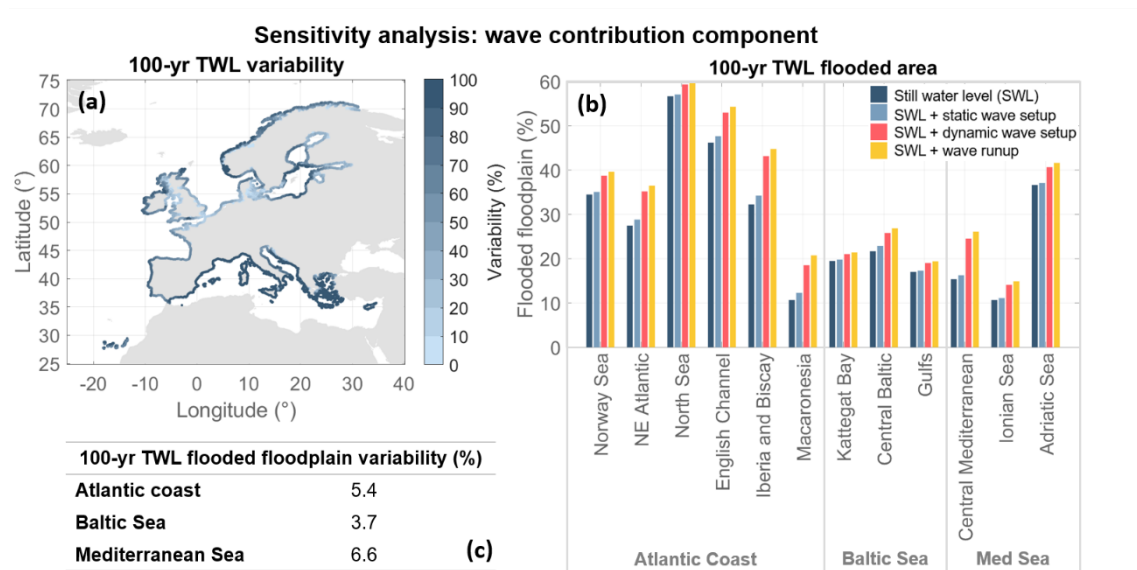 Sensitivity analysis: wave contribution component
100-yr TWL variability
(a)
75
70
65
60
55
50
45
40
35
30
25
Latitude (°)
-20
-10
0
10
20
30
40
Longitude (°)
100
90
80
70
60
50
40
30
20
10
0
Variability (%)
100-yr TWL flooded area
(b)
60
50
40
30
20
10
0
Flooded floodplain (%)
Still water level (SWL)
SWL + static wave setup
SWL + dynamic wave setup
SWL + wave runup
Norway Sea
NE Atlantic
North Sea
English Channel
Iberia and Biscay
Macaronesia
Kattegat Bay
Central Baltic
Gulfs
Central Mediterranean
Ionian Sea
Adriatic Sea
Atlantic Coast
Baltic Sea
Med Sea
100-yr TWL flooded floodplain variability (%)
Atlantic coast 5.4
Baltic Sea 3.7
Mediterranean Sea 6.6
(c)